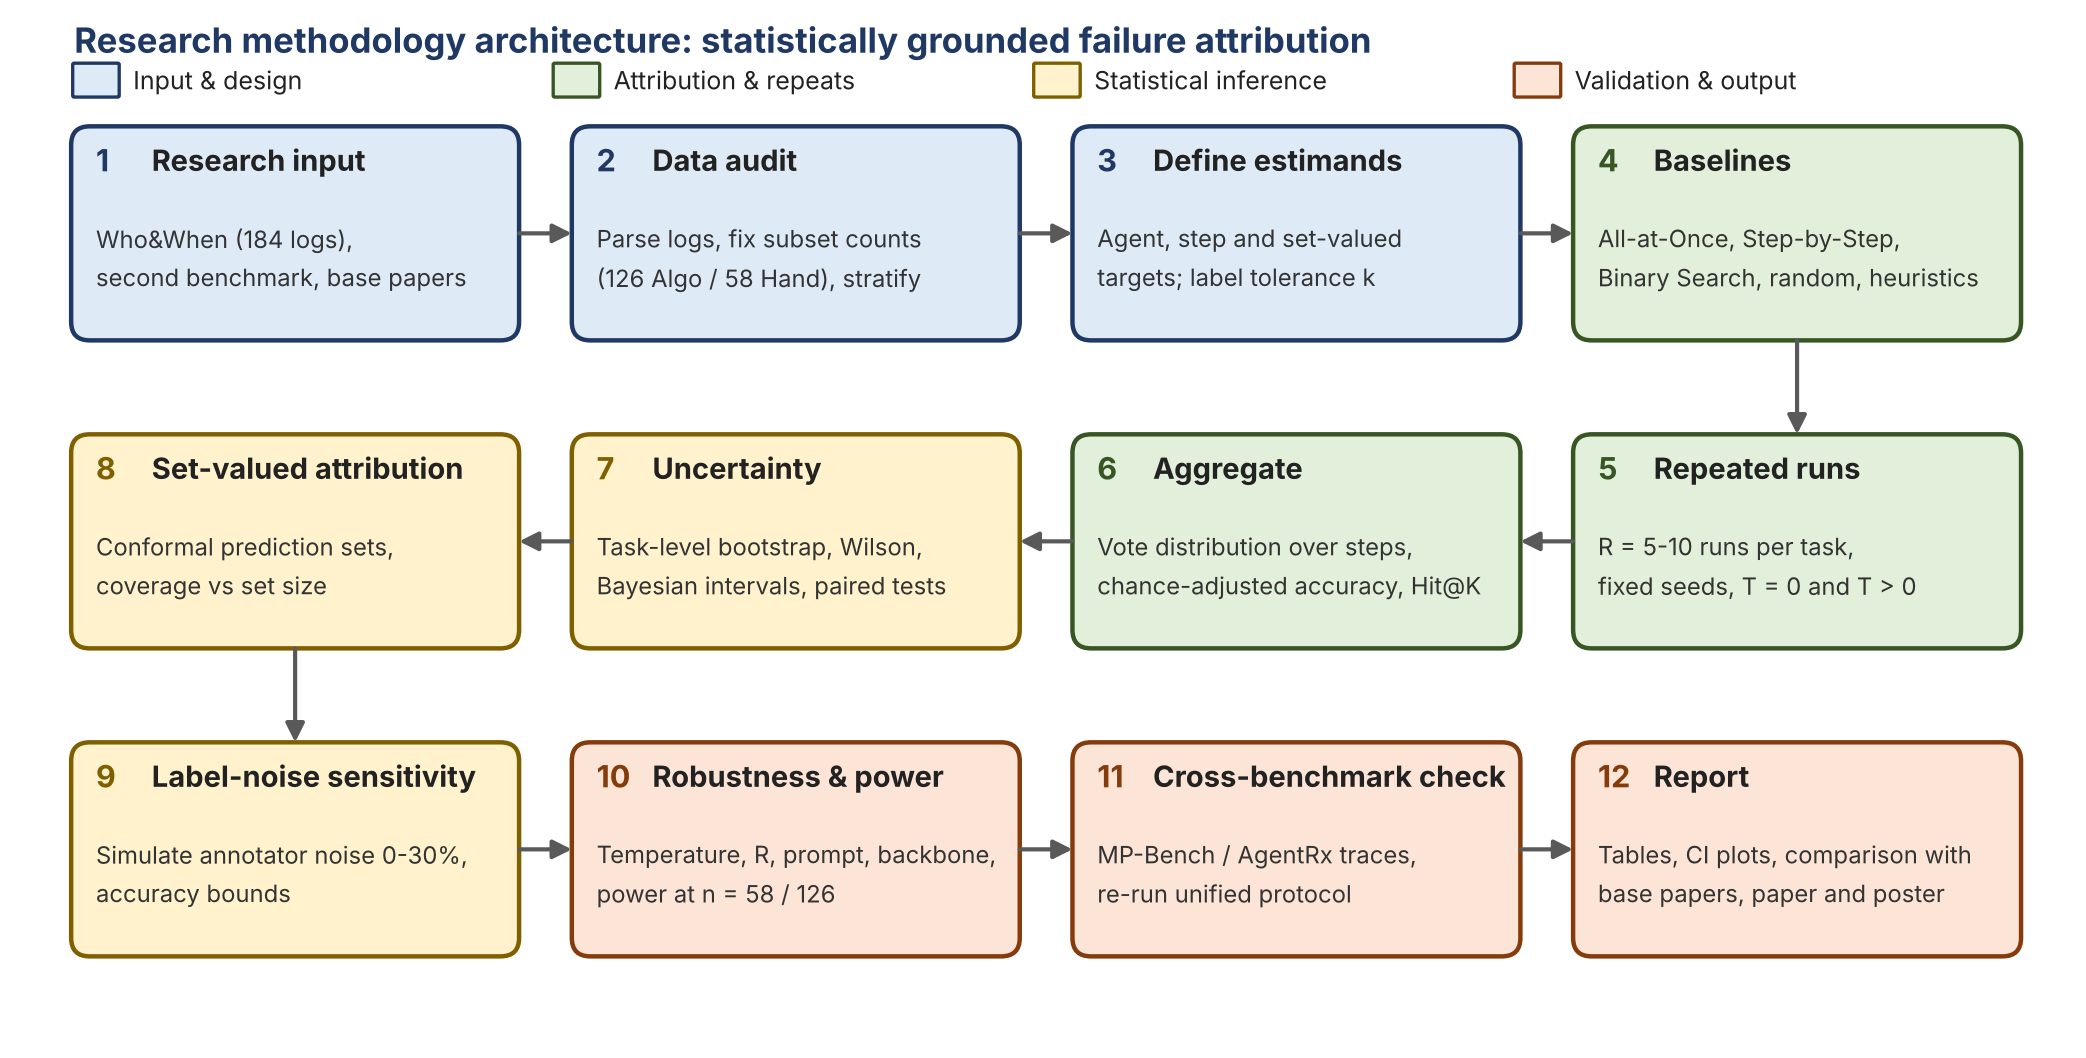 Research methodology architecture: statistically grounded failure attribution
Input & design
Attribution & repeats
Statistical inference
Validation & output
1 Research input
Who&When (184 logs),
second benchmark, base papers
2 Data audit
Parse logs, fix subset counts
(126 Algo / 58 Hand), stratify
3 Define estimands
Agent, step and set-valued
targets; label tolerance k
4 Baselines
All-at-Once, Step-by-Step,
Binary Search, random, heuristics
5 Repeated runs
R = 5-10 runs per task,
fixed seeds, T = 0 and T > 0
6 Aggregate
Vote distribution over steps,
chance-adjusted accuracy, Hit@K
7 Uncertainty
Task-level bootstrap, Wilson,
Bayesian intervals, paired tests
8 Set-valued attribution
Conformal prediction sets,
coverage vs set size
9 Label-noise sensitivity
Simulate annotator noise 0-30%,
accuracy bounds
10 Robustness & power
Temperature, R, prompt, backbone,
power at n = 58 / 126
11 Cross-benchmark check
MP-Bench / AgentRx traces,
re-run unified protocol
12 Report
Tables, CI plots, comparison with
base papers, paper and poster